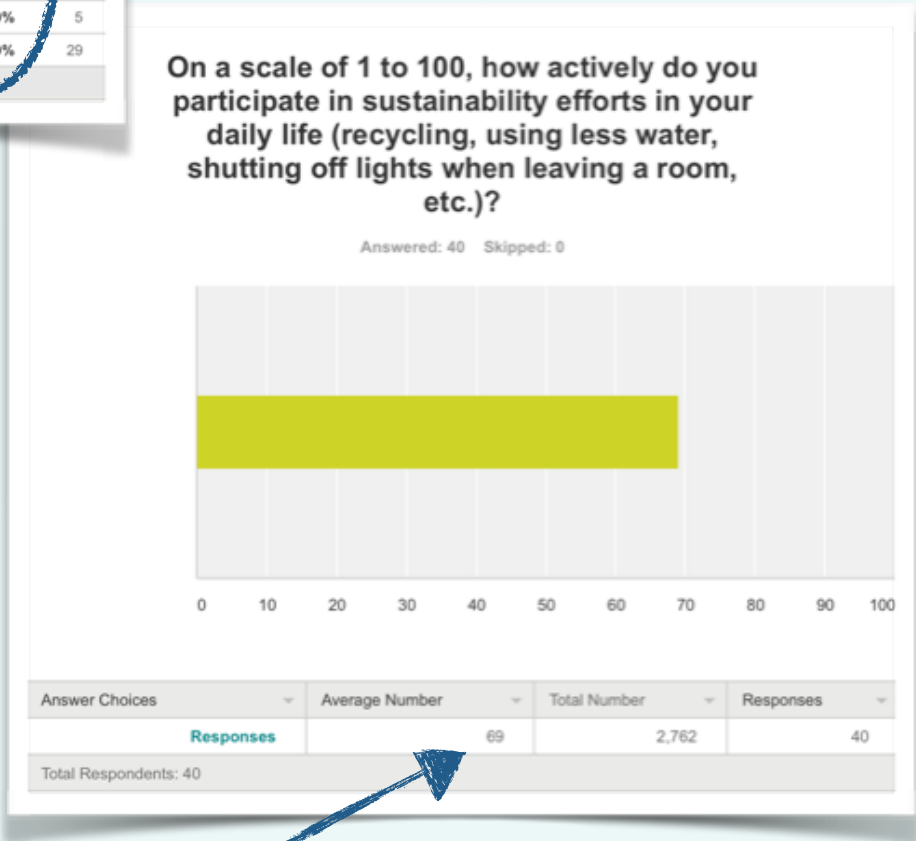 5
29
On a scale of 1 to 100, how actively do you
participate in sustainability efforts in your
daily life (recycling, using less water,
shutting off lights when leaving a room,
etc.)?
Answered: 40 Skipped: 0
0 10 20 30 40 50 60 70 80 90 100
Answer Choices Average Number Total Number Responses
Responses 69 2,762 40
Total Respondents: 40